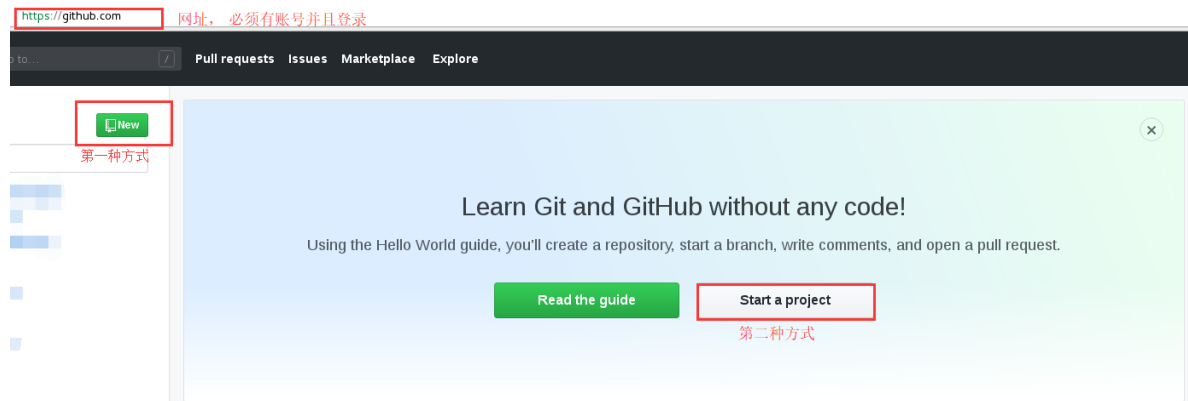 https://github.com 网址， 必须有账号并且登录
to... / Pull requests Issues Marketplace Explore
New
第一种方式
Learn Git and GitHub without any code!
Using the Hello World guide, you'll create a repository, start a branch, write comments, and open a pull request.
Read the guide Start a project
第二种方式